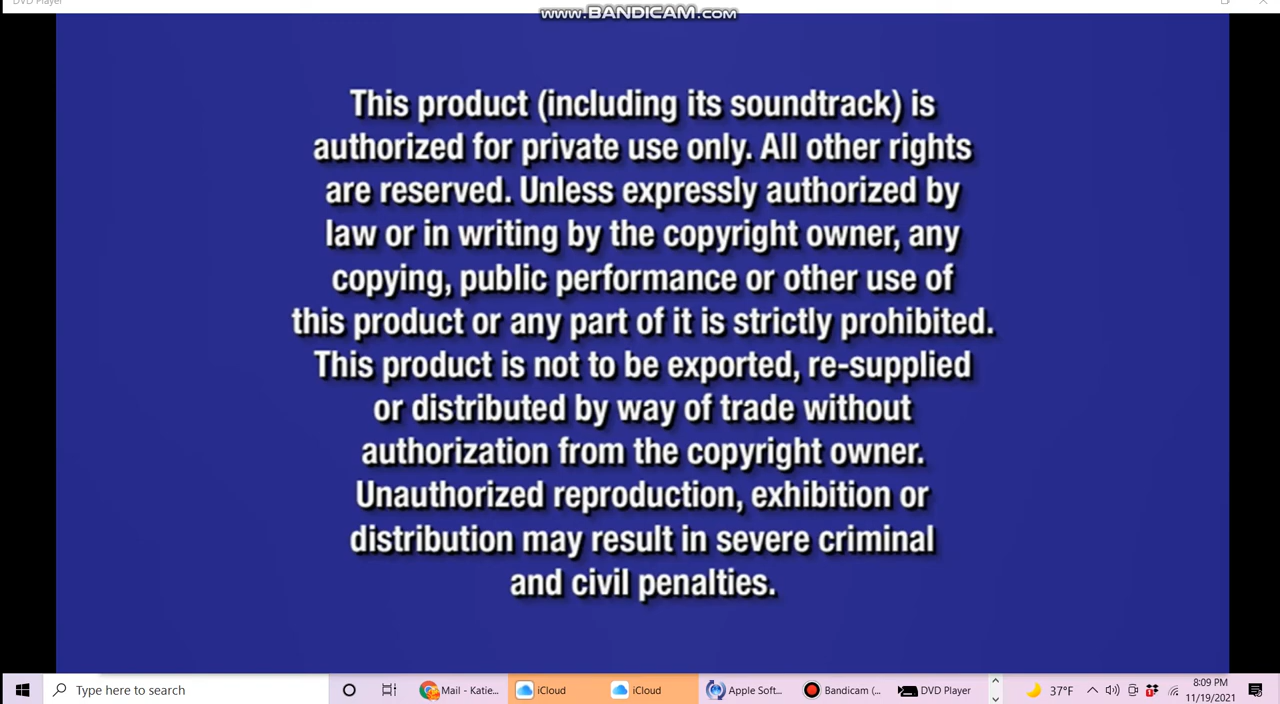 DVD Player
www.BANDICAM.com
This product (including its soundtrack) is
authorized for private use only. All other rights
are reserved. Unless expressly authorized by
law or in writing by the copyright owner, any
copying, public performance or other use of
this product or any part of it is strictly prohibited.
This product is not to be exported, re-supplied
or distributed by way of trade without
authorization from the copyright owner.
Unauthorized reproduction, exhibition or
distribution may result in severe criminal
and civil penalties.
Type here to search
Mail - Katie...
iCloud
iCloud
Apple Soft...
Bandicam (...
DVD Player
37°F
8:09 PM
11/19/2021